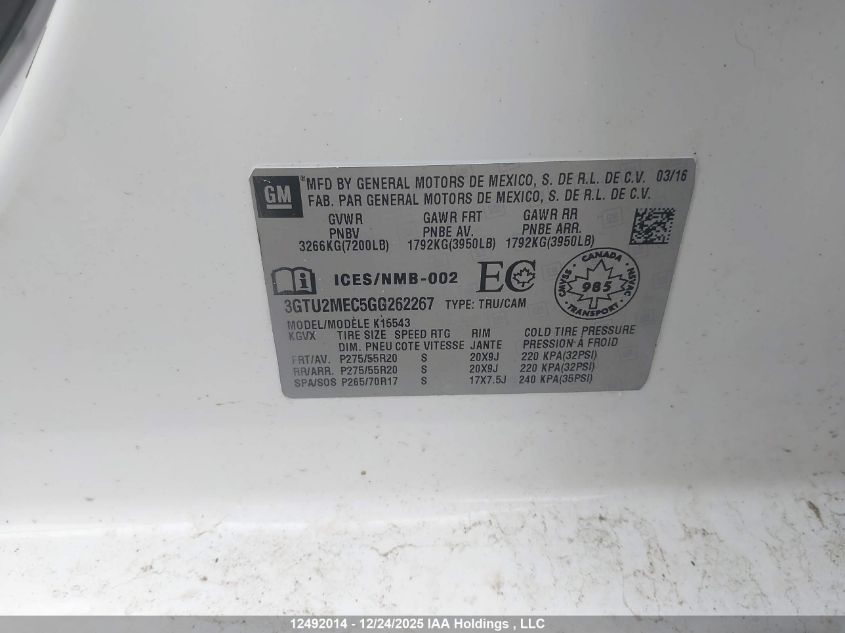 GM MFD BY GENERAL MOTORS DE MEXICO, S. DE R.L. DE C.V. 03/16
FAB. PAR GENERAL MOTORS DE MEXICO, S. DE R.L. DE C.V.
GVWR GAWR FRT GAWR RR
PNBV PNBE AV. PNBE ARR.
3266KG(7200LB) 1792KG(3950LB) 1792KG(3950LB)
i ICES/NMB-002 EC
CANADA
CMVSS 985 NSVAC
TRANSPORT
3GTU2MEC5GG262267 TYPE: TRU/CAM
MODEL/MODÈLE K15543
KGVX TIRE SIZE SPEED RTG RIM COLD TIRE PRESSURE
DIM. PNEU COTE VITESSE JANTE PRESSION À FROID
FRT/AV. P275/55R20 S 20X9J 220 KPA(32PSI)
RR/ARR. P275/55R20 S 20X9J 220 KPA(32PSI)
SPA/SOS P265/70R17 S 17X7.5J 240 KPA(35PSI)
12492014 - 12/24/2025 IAA Holdings , LLC